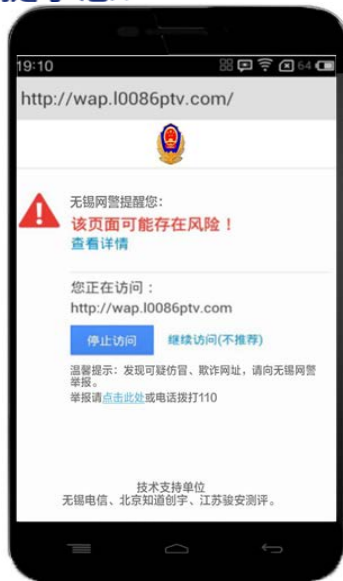 19:10
64
http://wap.l0086ptv.com/
无锡网警提醒您：
该页面可能存在风险！
查看详情
您正在访问：
http://wap.l0086ptv.com
停止访问 继续访问(不推荐)
温馨提示：发现可疑仿冒、欺诈网址，请向无锡网警
举报。
举报请点击此处或电话拨打110
技术支持单位
无锡电信、北京知道创宇、江苏骏安测评。